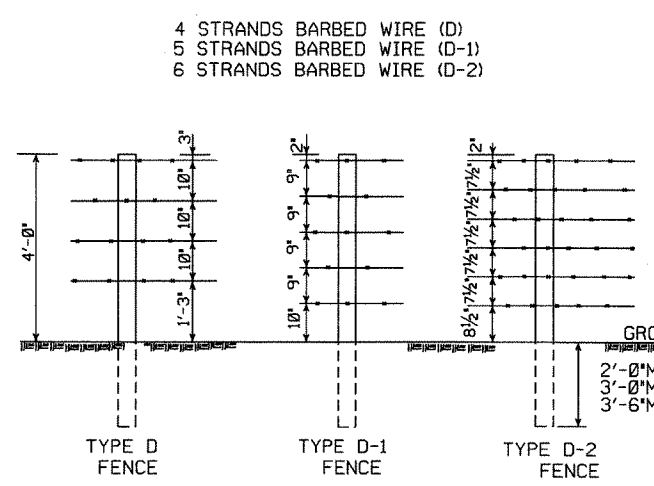 4 STRANDS BARBED WIRE (D)
5 STRANDS BARBED WIRE (D-1)
6 STRANDS BARBED WIRE (D-2)
4'-0"
3"
10"
10"
10"
1'-3"
2"
9"
9"
9"
9"
10"
2"
7½"
7½"
7½"
7½"
7½"
8½"
GRO
2'-0"M
3'-0"M
3'-6"M
TYPE D
FENCE
TYPE D-1
FENCE
TYPE D-2
FENCE